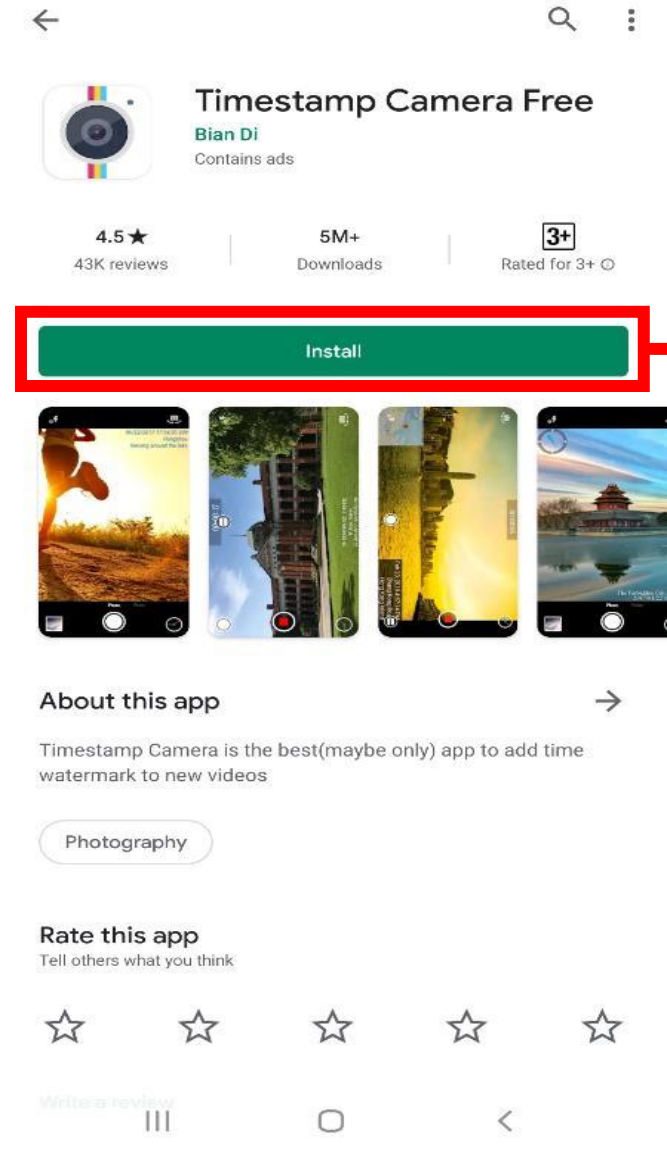 Timestamp Camera Free
Bian Di
Contains ads
4.5★
5M+
3+
43K reviews
Downloads
Rated for 3+
Install
About this app
Timestamp Camera is the best(maybe only) app to add time
watermark to new videos
Photography
Rate this app
Tell others what you think
Write a review